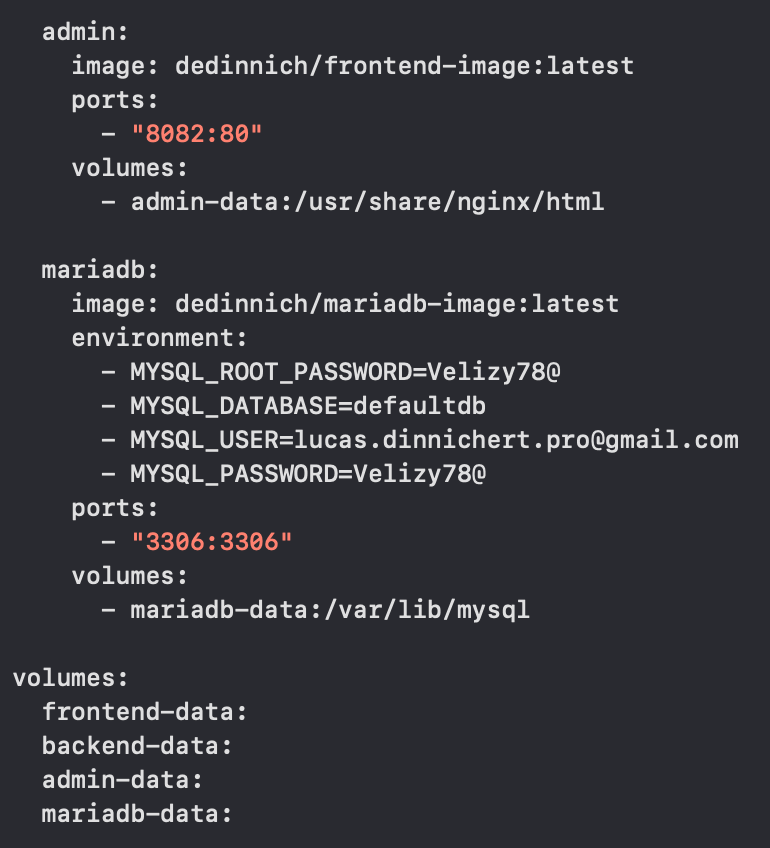 admin:
image: dedinnich/frontend-image:latest
ports:
- "8082:80"
volumes:
- admin-data:/usr/share/nginx/html
mariadb:
image: dedinnich/mariadb-image:latest
environment:
- MYSQL_ROOT_PASSWORD=Velizy78@
- MYSQL_DATABASE=defaultdb
- MYSQL_USER=lucas.dinnichert.pro@gmail.com
- MYSQL_PASSWORD=Velizy78@
ports:
- "3306:3306"
volumes:
- mariadb-data:/var/lib/mysql
volumes:
frontend-data:
backend-data:
admin-data:
mariadb-data: